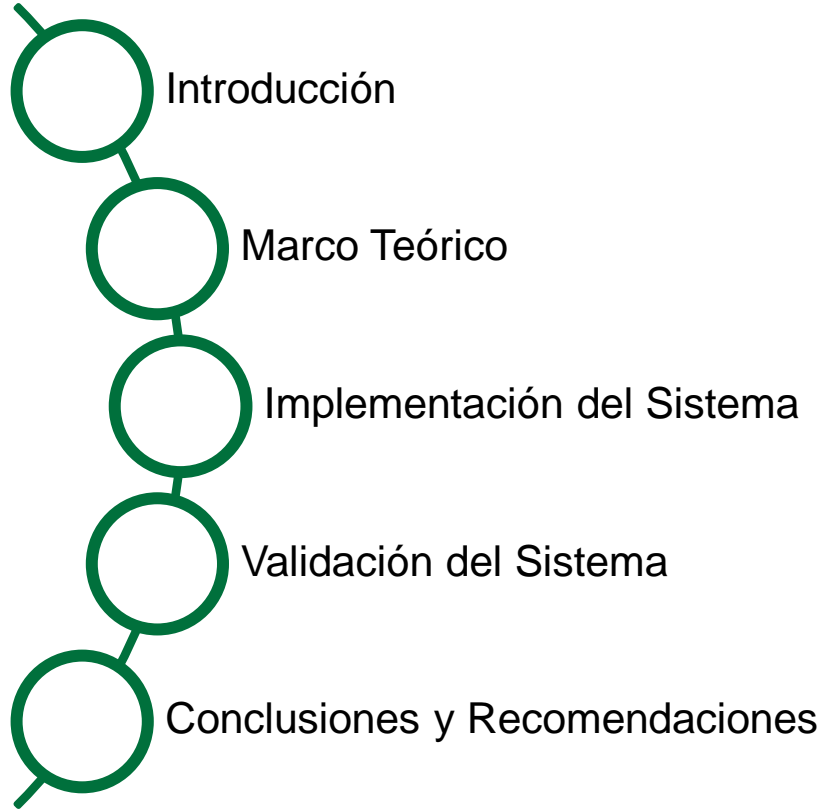 Introducción
Marco Teórico
Implementación del Sistema
Validación del Sistema
Conclusiones y Recomendaciones